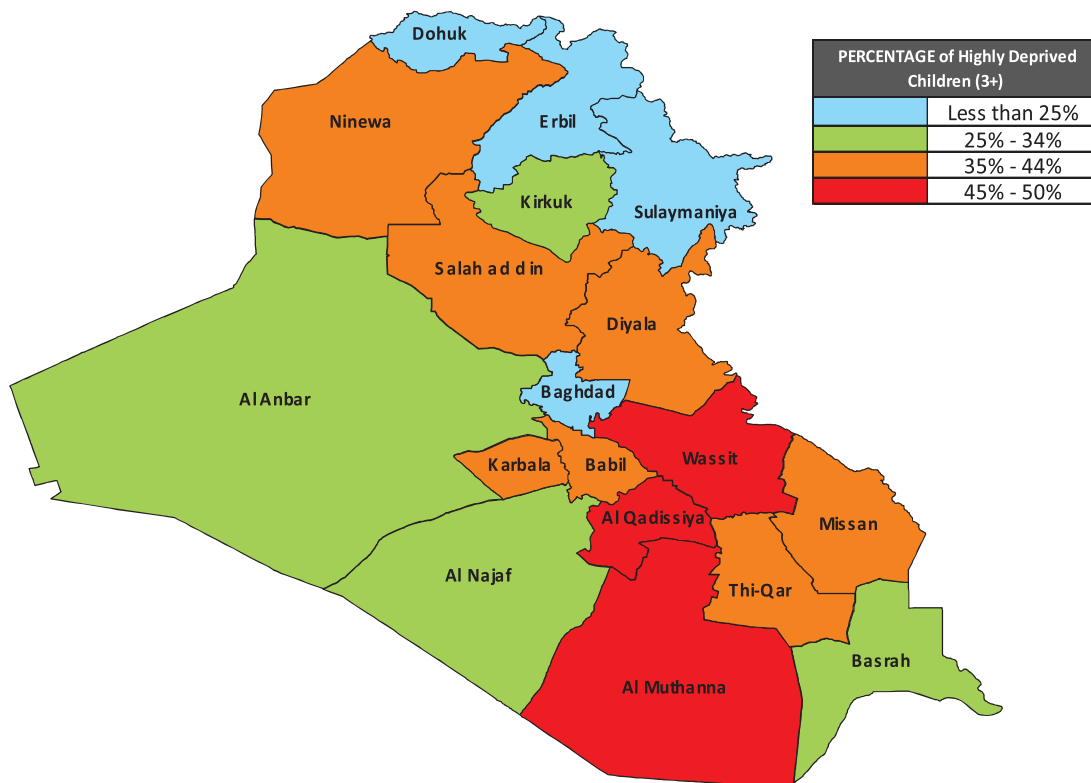 Dohuk
PERCENTAGE of Highly Deprived
Children (3+)
Less than 25%
25% - 34%
35% - 44%
45% - 50%
Ninewa
Erbil
Kirkuk
Sulaymaniya
Salah ad din
Diyala
Al Anbar
Baghdad
Karbala
Babil
Wassit
Al Qadissiya
Missan
Al Najaf
Thi-Qar
Basrah
Al Muthanna